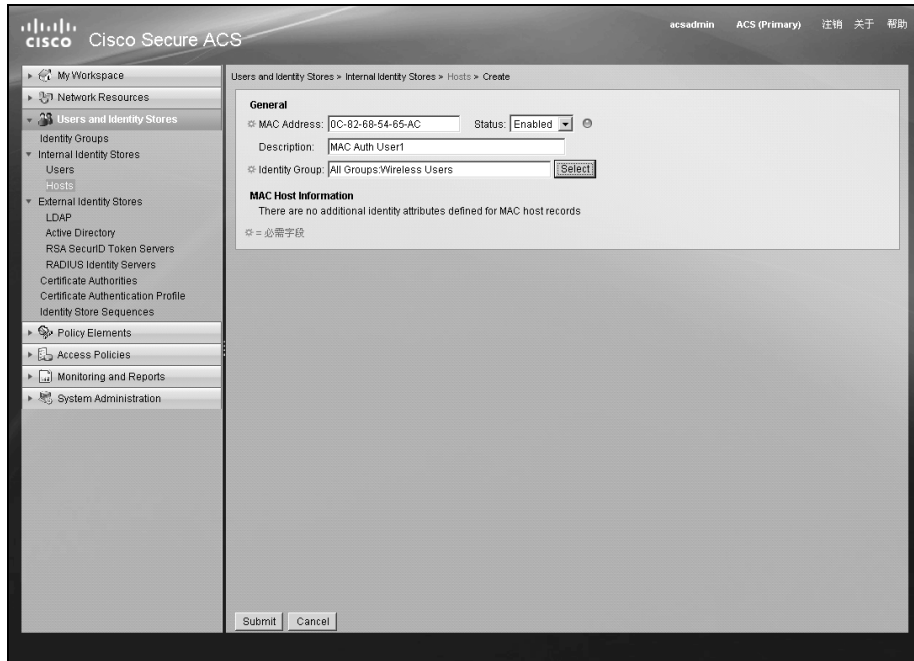 CISCO Cisco Secure ACS
acsadmin ACS (Primary) 注销 关于 帮助
My Workspace
Network Resources
Users and Identity Stores
Identity Groups
Internal Identity Stores
Users
Hosts
External Identity Stores
LDAP
Active Directory
RSA SecurID Token Servers
RADIUS Identity Servers
Certificate Authorities
Certificate Authentication Profile
Identity Store Sequences
Policy Elements
Access Policies
Monitoring and Reports
System Administration
Users and Identity Stores > Internal Identity Stores > Hosts > Create
General
MAC Address: 0C-82-68-54-65-AC Status: Enabled
Description: MAC Auth User1
Identity Group: All Groups:Wireless Users Select
MAC Host Information
There are no additional identity attributes defined for MAC host records
= 必需字段
Submit Cancel